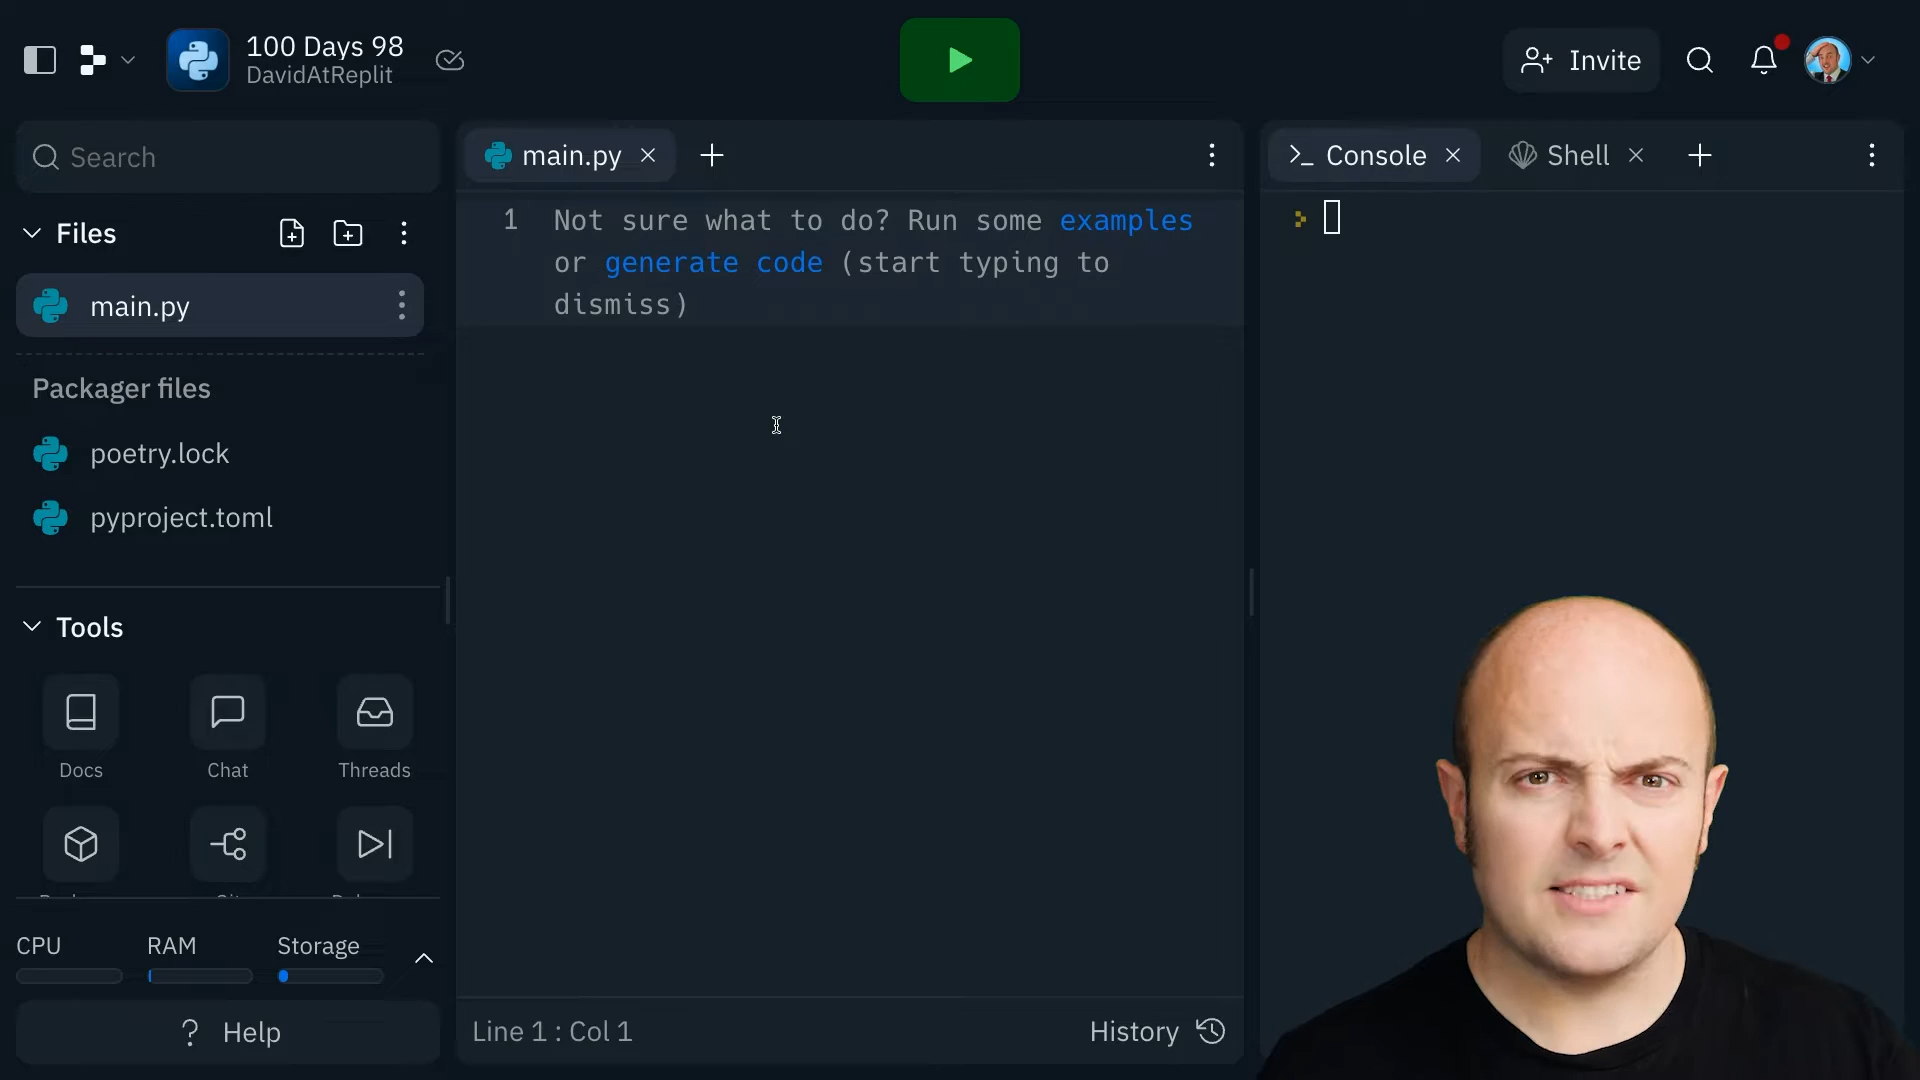 100 Days 98
DavidAtReplit
Invite
Search
Files
main.py
Packager files
poetry.lock
pyproject.toml
Tools
Docs
Chat
Threads
CPU
RAM
Storage
? Help
main.py
1
Not sure what to do? Run some examples
or generate code (start typing to
dismiss)
Line 1 : Col 1
History
Console
Shell